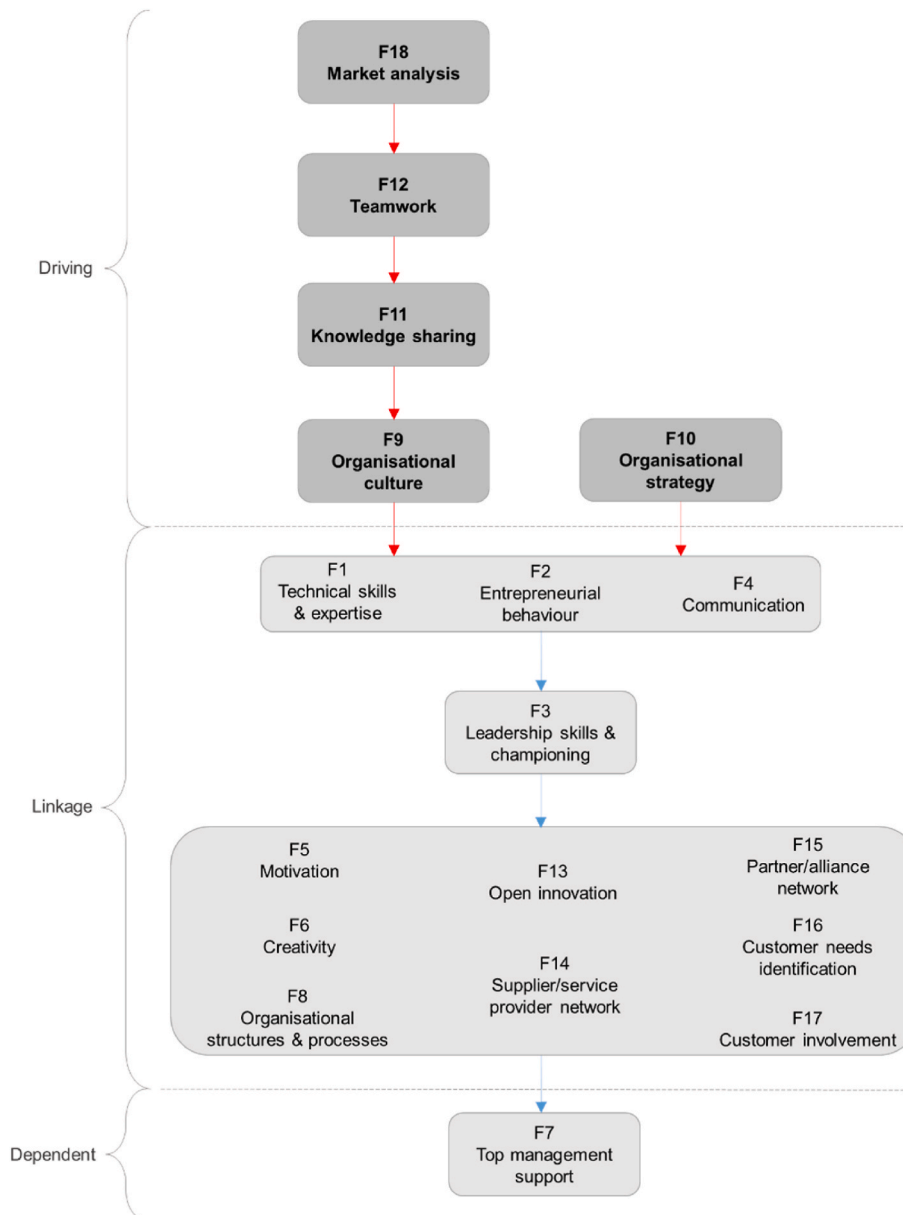 F18
Market analysis
F12
Teamwork
Driving
F11
Knowledge sharing
F9
Organisational
culture
F10
Organisational
strategy
F1
Technical skills
& expertise
F2
Entrepreneurial
behaviour
F4
Communication
F3
Leadership skills &
championing
Linkage
F5
Motivation
F6
Creativity
F8
Organisational
structures & processes
F13
Open innovation
F14
Supplier/service
provider network
F15
Partner/alliance
network
F16
Customer needs
identification
F17
Customer involvement
Dependent
F7
Top management
support